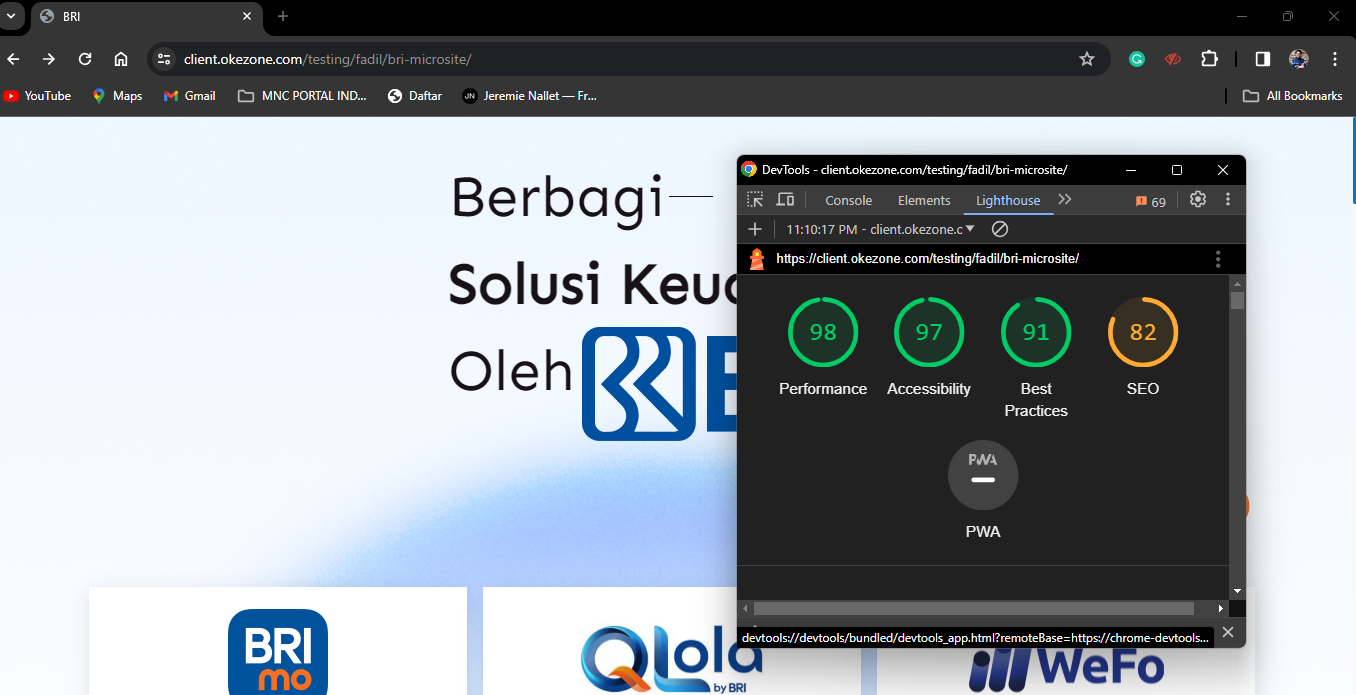 BRI
client.okezone.com/testing/fadil/bri-microsite/
YouTube
Maps
Gmail
MNC PORTAL IND...
Daftar
JN
Jeremie Nallet — Fr...
All Bookmarks
Berbagi
Solusi Keu
Oleh
DevTools - client.okezone.com/testing/fadil/bri-microsite/
Console
Elements
Lighthouse
69
11:10:17 PM - client.okezone.c
https://client.okezone.com/testing/fadil/bri-microsite/
98
97
91
82
Performance
Accessibility
Best
Practices
SEO
PWA
PWA
devtools://devtools/bundled/devtools_app.html?remoteBase=https://chrome-devtools...
BRI
mo
QLola
by BRI
WeFo